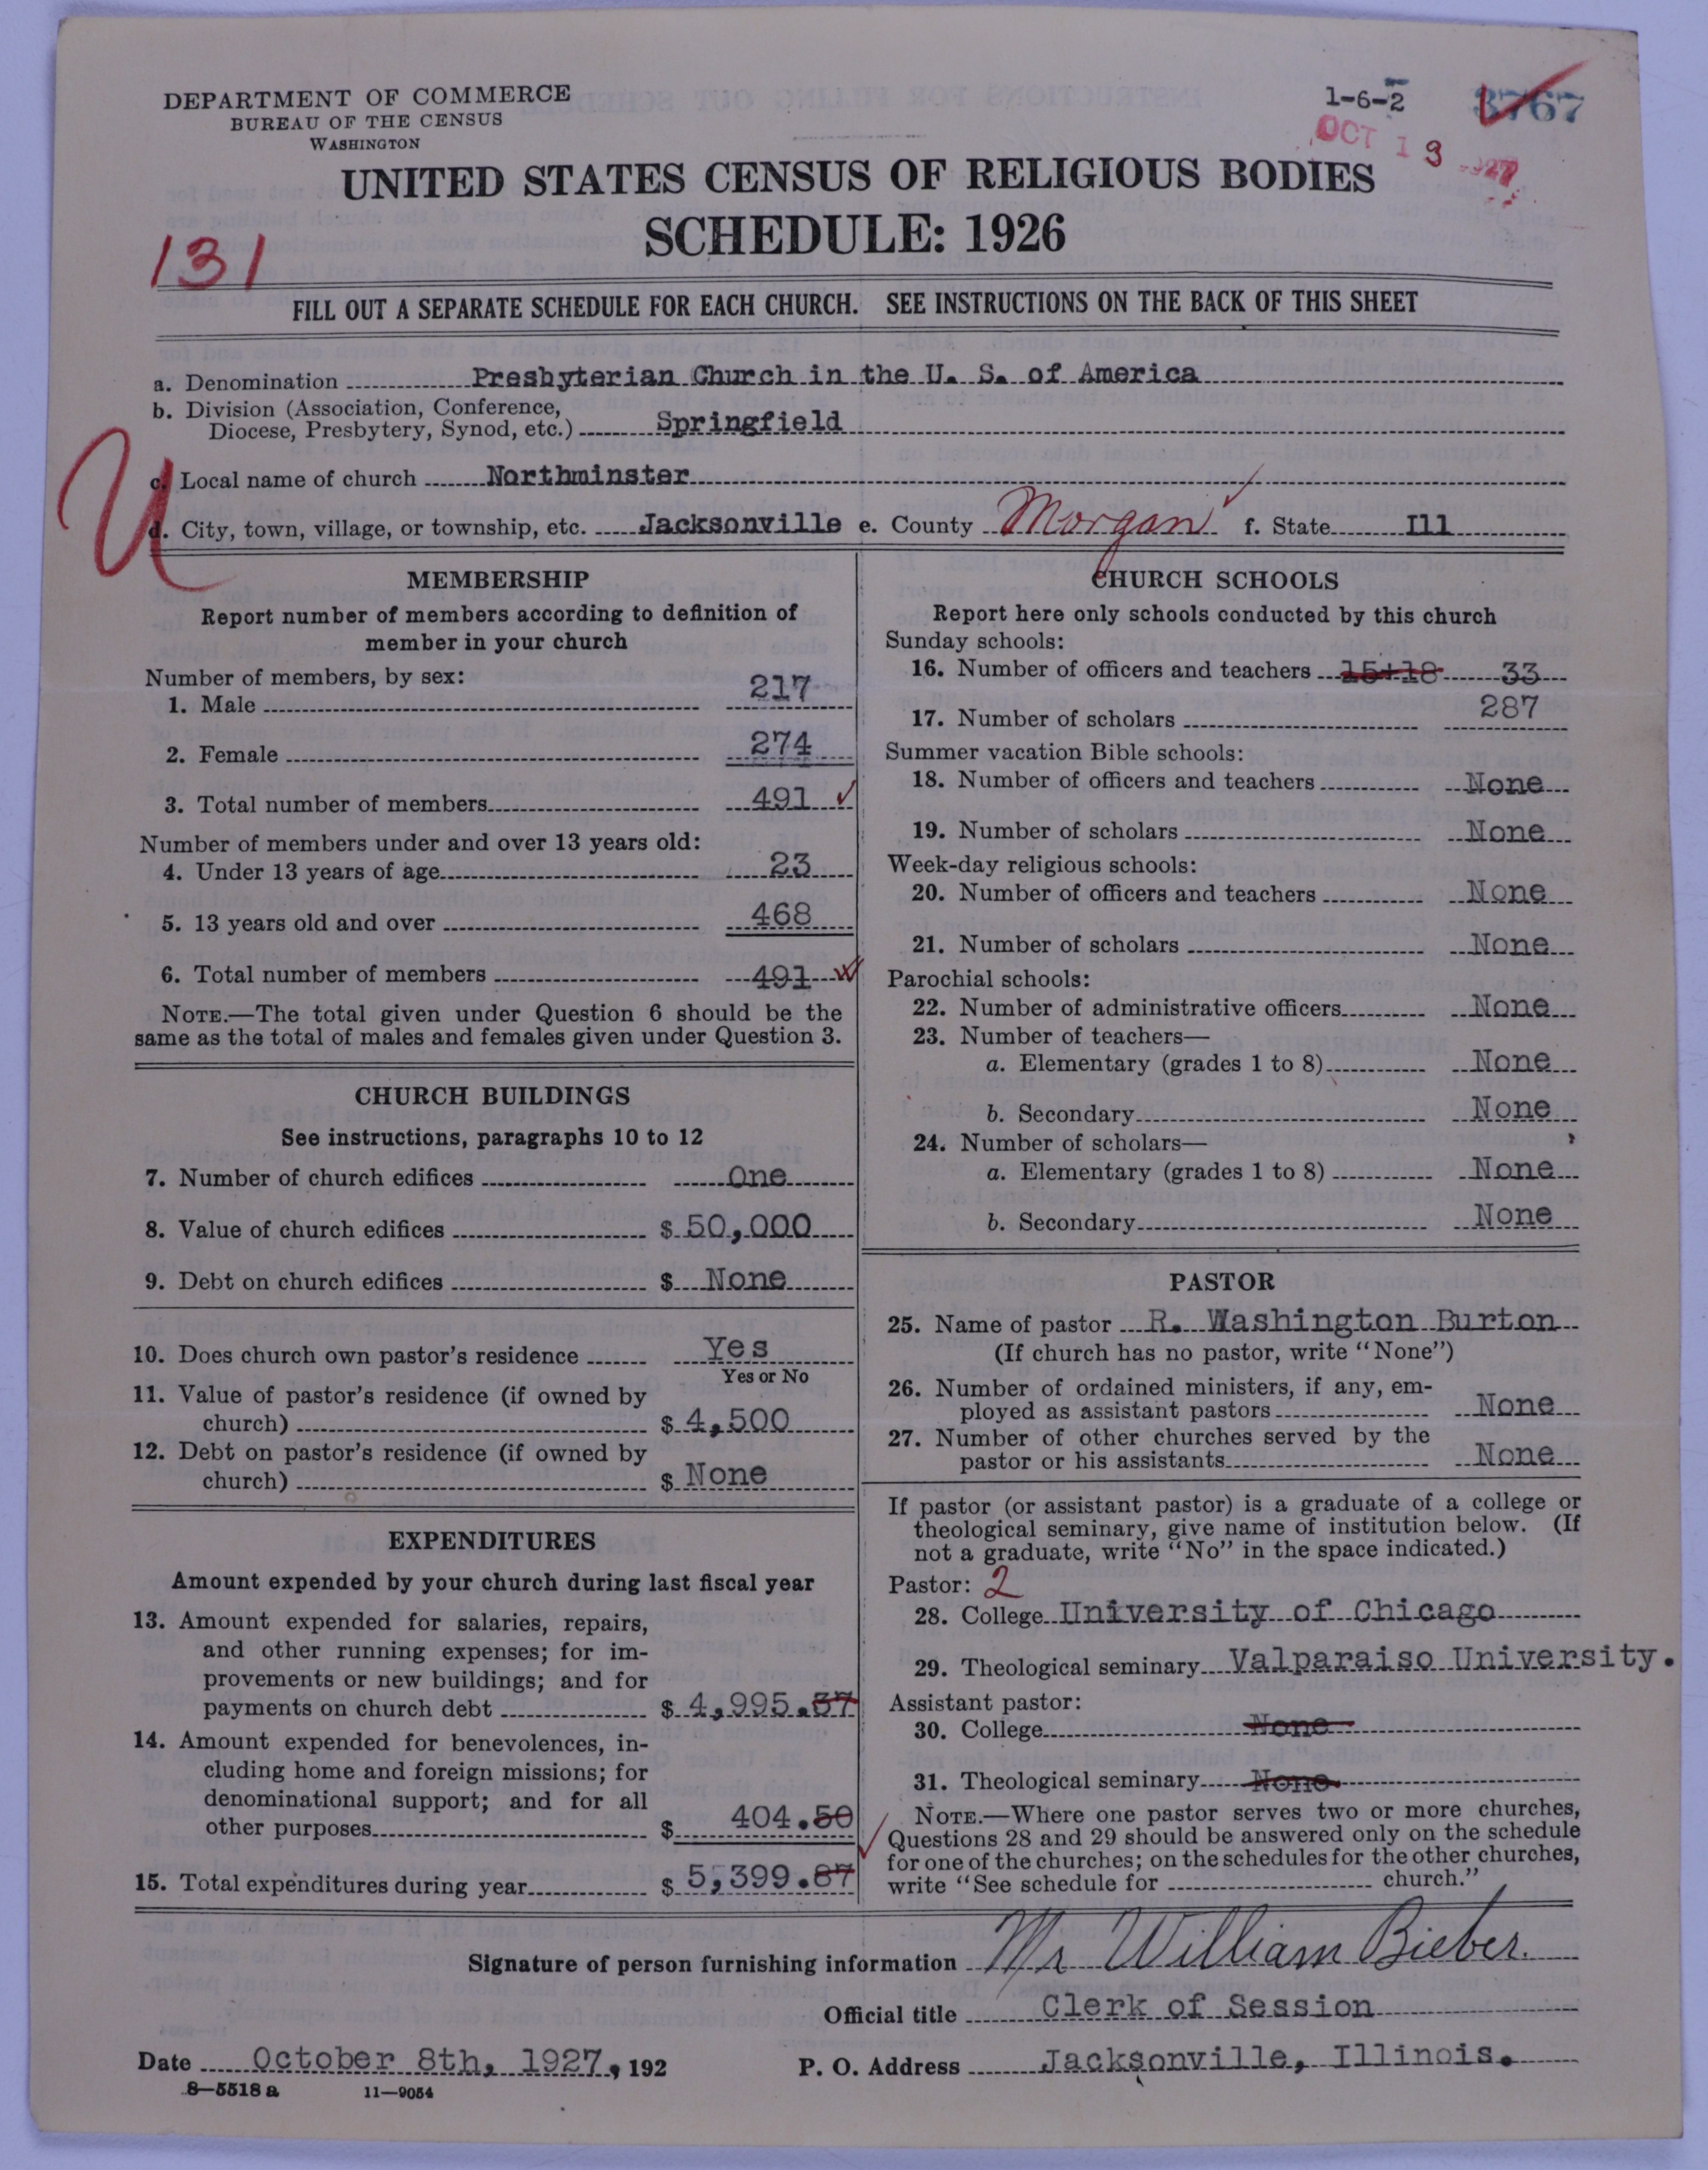 DEPARTMENT OF COMMERCE
BUREAU OF THE CENSUS
WASHINGTON
1-6-2
3767
OCT 13 1927
UNITED STATES CENSUS OF RELIGIOUS BODIES
SCHEDULE: 1926
131
FILL OUT A SEPARATE SCHEDULE FOR EACH CHURCH. SEE INSTRUCTIONS ON THE BACK OF THIS SHEET
a. Denomination Presbyterian Church in the U. S. of America
b. Division (Association, Conference,
Diocese, Presbytery, Synod, etc.) Springfield
U
c. Local name of church Northminster
d. City, town, village, or township, etc. Jacksonville e. County Morgan f. State Ill
MEMBERSHIP
Report number of members according to definition of
member in your church
Number of members, by sex:
1. Male 217
2. Female 274
3. Total number of members 491
Number of members under and over 13 years old:
4. Under 13 years of age 23
5. 13 years old and over 468
6. Total number of members 491
NOTE.—The total given under Question 6 should be the
same as the total of males and females given under Question 3.
CHURCH BUILDINGS
See instructions, paragraphs 10 to 12
7. Number of church edifices One
8. Value of church edifices $ 50,000
9. Debt on church edifices $ None
10. Does church own pastor's residence Yes
Yes or No
11. Value of pastor's residence (if owned by
church) $ 4,500
12. Debt on pastor's residence (if owned by
church) $ None
EXPENDITURES
Amount expended by your church during last fiscal year
13. Amount expended for salaries, repairs,
and other running expenses; for im-
provements or new buildings; and for
payments on church debt $ 4,995.37
14. Amount expended for benevolences, in-
cluding home and foreign missions; for
denominational support; and for all
other purposes $ 404.50
15. Total expenditures during year $ 5,399.87
CHURCH SCHOOLS
Report here only schools conducted by this church
Sunday schools:
16. Number of officers and teachers 15+18 33
17. Number of scholars 287
Summer vacation Bible schools:
18. Number of officers and teachers None
19. Number of scholars None
Week-day religious schools:
20. Number of officers and teachers None
21. Number of scholars None
Parochial schools:
22. Number of administrative officers None
23. Number of teachers—
a. Elementary (grades 1 to 8) None
b. Secondary None
24. Number of scholars—
a. Elementary (grades 1 to 8) None
b. Secondary None
PASTOR
25. Name of pastor R. Washington Burton
(If church has no pastor, write "None")
26. Number of ordained ministers, if any, em-
ployed as assistant pastors None
27. Number of other churches served by the
pastor or his assistants None
If pastor (or assistant pastor) is a graduate of a college or
theological seminary, give name of institution below. (If
not a graduate, write "No" in the space indicated.)
Pastor: 2
28. College University of Chicago
29. Theological seminary Valparaiso University.
Assistant pastor:
30. College None
31. Theological seminary None
NOTE.—Where one pastor serves two or more churches,
Questions 28 and 29 should be answered only on the schedule
for one of the churches; on the schedules for the other churches,
write "See schedule for church."
Signature of person furnishing information Mr William Bieber.
Official title Clerk of Session
Date October 8th, 1927, 192
P. O. Address Jacksonville, Illinois.
8—5518 a 11—9054